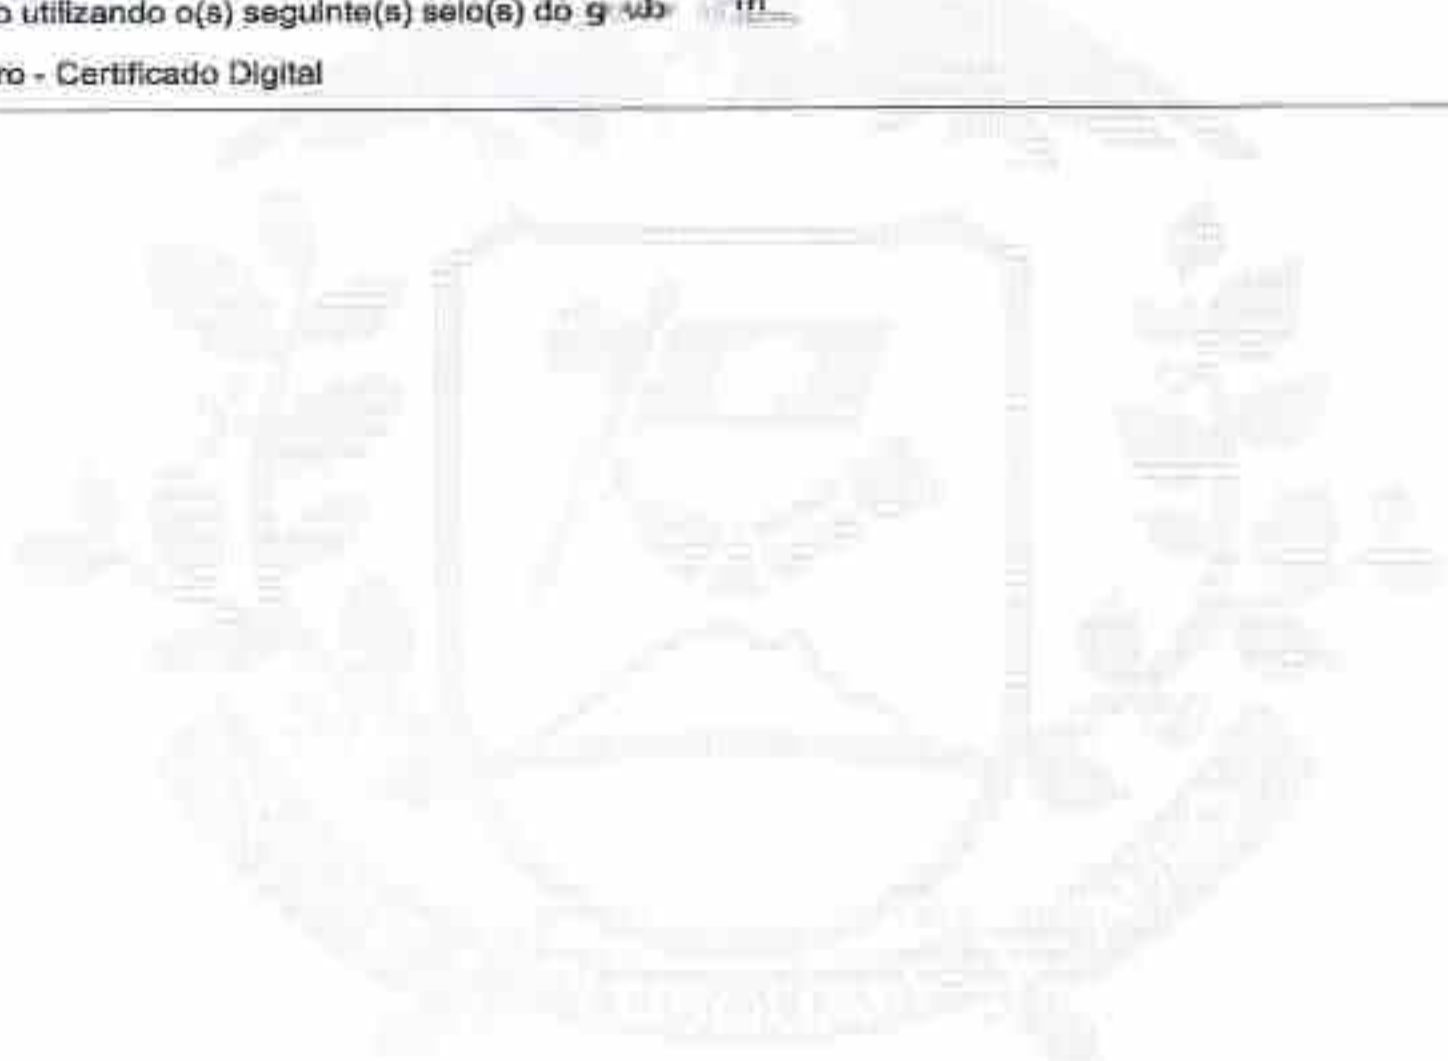 o utilizando o(s) seguinte(s) selo(s) do
ro - Certificado Digital